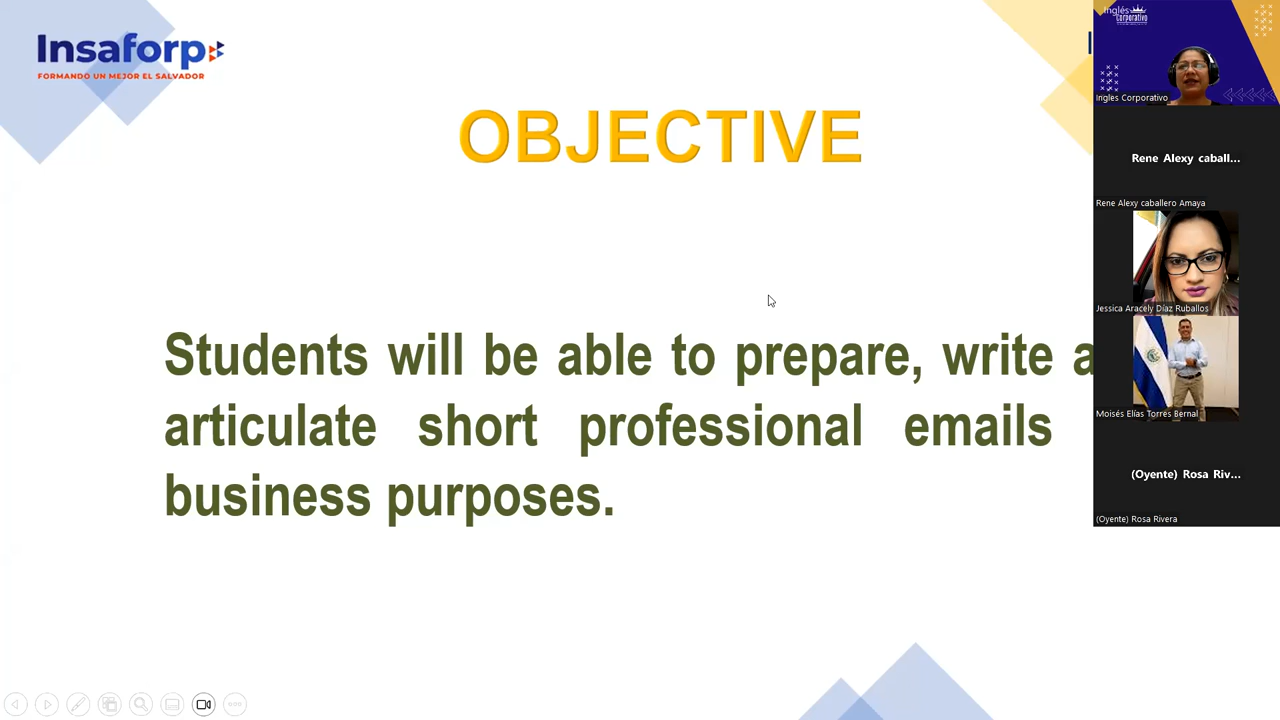 Insaforp
FORMANDO UN MEJOR EL SALVADOR
OBJECTIVE
Students will be able to prepare, write a
articulate short professional emails
business purposes.
Inglés
Corporativo
Ingles Corporativo
Rene Alexy caball...
Rene Alexy caballero Amaya
Jessica Aracely Díaz Ruballos
Moisés Elías Torres Bernal
(Oyente) Rosa Riv...
(Oyente) Rosa Rivera